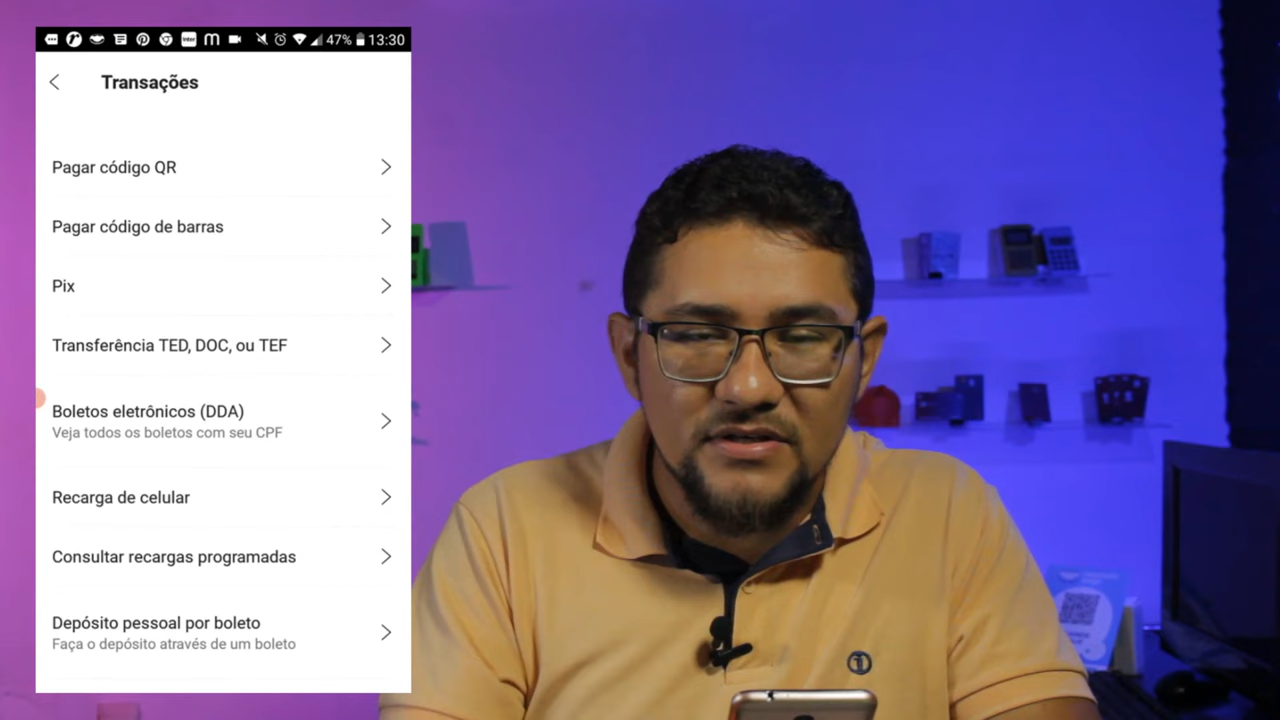 inter
47%
13:30
Transações
Pagar código QR
Pagar código de barras
Pix
Transferência TED, DOC, ou TEF
Boletos eletrônicos (DDA)
Veja todos os boletos com seu CPF
Recarga de celular
Consultar recargas programadas
Depósito pessoal por boleto
Faça o depósito através de um boleto